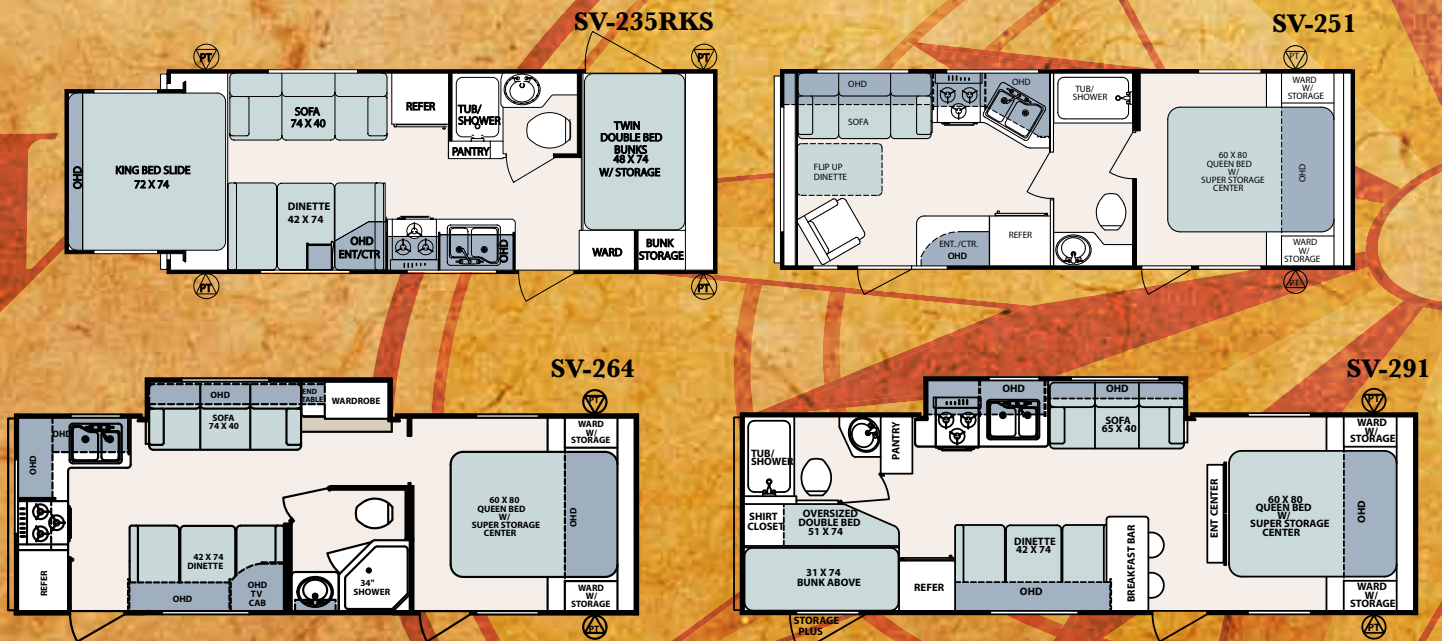 SV-235RKS
PT
PT
OHD
KING BED SLIDE
72 X 74
SOFA
74 X 40
REFER
TUB/
SHOWER
PANTRY
TWIN
DOUBLE BED
BUNKS
48 X 74
W/ STORAGE
DINETTE
42 X 74
OHD
ENT/CTR
OHD
WARD
BUNK
STORAGE
PT
PT
SV-251
PT
OHD
SOFA
OHD
TUB/
SHOWER
WARD
W/
STORAGE
FLIP UP
DINETTE
60 X 80
QUEEN BED
W/
SUPER STORAGE
CENTER
OHD
ENT./CTR.
OHD
REFER
WARD
W/
STORAGE
PT
SV-264
PT
OHD
SOFA
74 X 40
END
TABLE
WARDROBE
OHD
OHD
WARD
W/
STORAGE
60 X 80
QUEEN BED
W/
SUPER STORAGE
CENTER
OHD
REFER
42 X 74
DINETTE
OHD
OHD
TV
CAB
34"
SHOWER
WARD
W/
STORAGE
PT
SV-291
PT
OHD
OHD
SOFA
65 X 40
TUB/
SHOWER
PANTRY
WARD
W/
STORAGE
SHIRT
CLOSET
OVERSIZED
DOUBLE BED
51 X 74
31 X 74
BUNK ABOVE
REFER
DINETTE
42 X 74
OHD
BREAKFAST BAR
ENT CENTER
60 X 80
QUEEN BED
W/
SUPER STORAGE
CENTER
OHD
WARD
W/
STORAGE
STORAGE
PLUS
PT